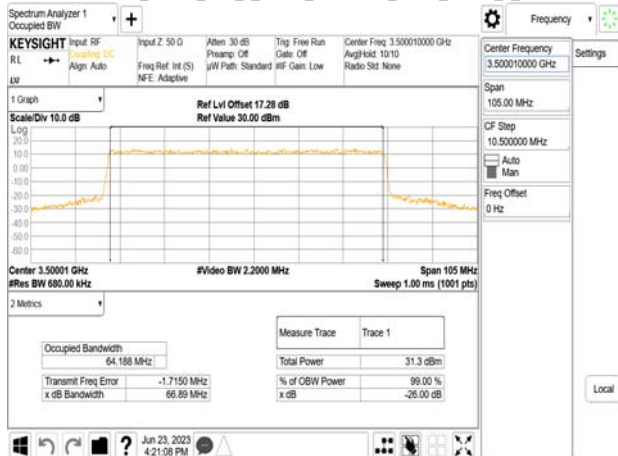 Spectrum Analyzer 1
Occupied BW
+
Frequency
KEYSIGHT
Input: RF
Coupling: DC
Align: Auto
Input Z: 50 Ω
Freq Ref: Int (S)
NFE: Adaptive
Atten: 30 dB
Preamp: Off
µW Path: Standard
Trig: Free Run
Gate: Off
#IF Gain: Low
Center Freq: 3.500010000 GHz
Avg|Hold: 10/10
Radio Std: None
RL
LV
Center Frequency
3.500010000 GHz
Settings
Span
105.00 MHz
CF Step
10.500000 MHz
Auto
Man
Freq Offset
0 Hz
1 Graph
Scale/Div 10.0 dB
Ref Lvl Offset 17.28 dB
Ref Value 30.00 dBm
Log
20.0
10.0
0.00
-10.0
-20.0
-30.0
-40.0
-50.0
-60.0
Center 3.50001 GHz
#Res BW 680.00 kHz
#Video BW 2.2000 MHz
Span 105 MHz
Sweep 1.00 ms (1001 pts)
2 Metrics
Measure Trace
Trace 1
Occupied Bandwidth
64.188 MHz
Total Power
31.3 dBm
Transmit Freq Error
-1.7150 MHz
% of OBW Power
99.00 %
x dB Bandwidth
66.89 MHz
x dB
-26.00 dB
Local
?
Jun 23, 2023
4:21:08 PM